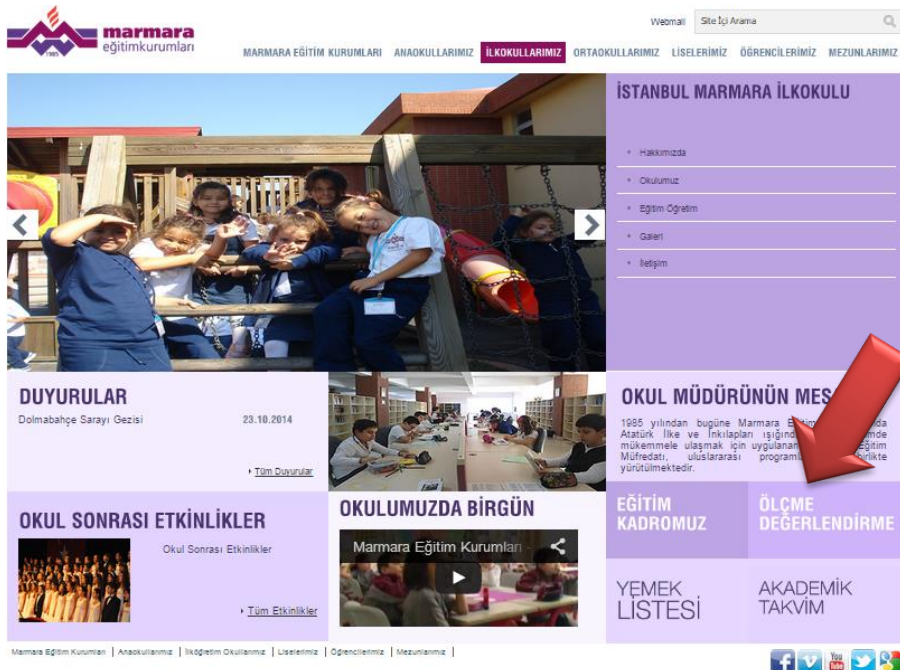 marmara
eğitimkurumları
1985
Webmail
Site İçi Arama
MARMARA EĞİTİM KURUMLARI ANAOKULLARIMIZ İLKOKULLARIMIZ ORTAOKULLARIMIZ LİSELERİMİZ ÖĞRENCİLERİMİZ MEZUNLARIMIZ
İSTANBUL MARMARA İLKOKULU
Hakkımızda
Okulumuz
Eğitim Öğretim
Galeri
İletişim
DUYURULAR
Dolmabahçe Sarayı Gezisi 23.10.2014
Tüm Duyurular
OKUL MÜDÜRÜNÜN MES
1985 yılından bugüne Marmara
Atatürk İlke ve İnkılapları
mükemmele ulaşmak için Eğitim
Müfredatı, uluslararası birlikte
yürütülmektedir.
OKUL SONRASI ETKİNLİKLER
Okul Sonrası Etkinlikler
Tüm Etkinlikler
OKULUMUZDA BİRGÜN
Marmara Eğitim Kurumları -
EĞİTİM
KADROMUZ
ÖLÇME
DEĞERLENDİRME
YEMEK
LİSTESİ
AKADEMİK
TAKVİM
Marmara Eğitim Kurumları | Anaokullarımız | İlköğretim Okullarımız | Liselerimiz | Öğrencilerimiz | Mezunlarımız |
You